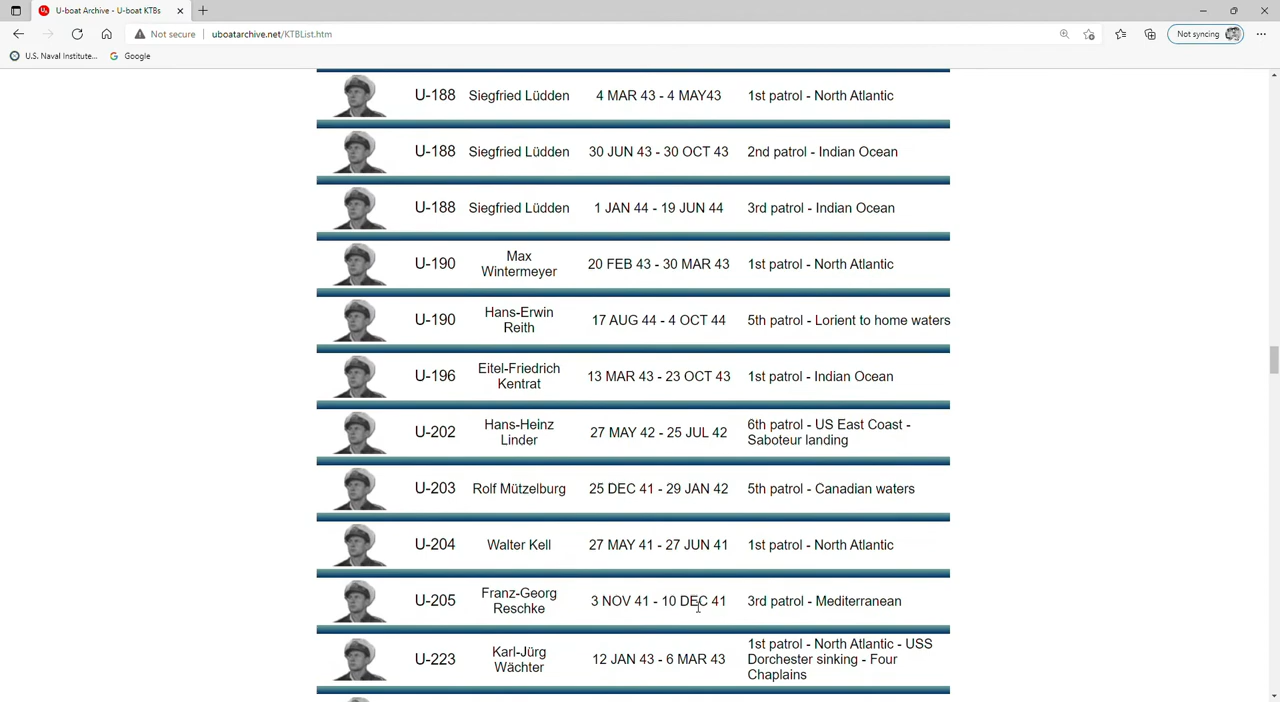 U-boat Archive - U-boat KTBs
Not secure
uboatarchive.net/KTBList.htm
Not syncing
U.S. Naval Institute...
Google
U-188 Siegfried Lüdden 4 MAR 43 - 4 MAY43 1st patrol - North Atlantic
U-188 Siegfried Lüdden 30 JUN 43 - 30 OCT 43 2nd patrol - Indian Ocean
U-188 Siegfried Lüdden 1 JAN 44 - 19 JUN 44 3rd patrol - Indian Ocean
U-190 Max
Wintermeyer 20 FEB 43 - 30 MAR 43 1st patrol - North Atlantic
U-190 Hans-Erwin
Reith 17 AUG 44 - 4 OCT 44 5th patrol - Lorient to home waters
U-196 Eitel-Friedrich
Kentrat 13 MAR 43 - 23 OCT 43 1st patrol - Indian Ocean
U-202 Hans-Heinz
Linder 27 MAY 42 - 25 JUL 42 6th patrol - US East Coast -
Saboteur landing
U-203 Rolf Mützelburg 25 DEC 41 - 29 JAN 42 5th patrol - Canadian waters
U-204 Walter Kell 27 MAY 41 - 27 JUN 41 1st patrol - North Atlantic
U-205 Franz-Georg
Reschke 3 NOV 41 - 10 DEC 41 3rd patrol - Mediterranean
U-223 Karl-Jürg
Wächter 12 JAN 43 - 6 MAR 43 1st patrol - North Atlantic - USS
Dorchester sinking - Four
Chaplains